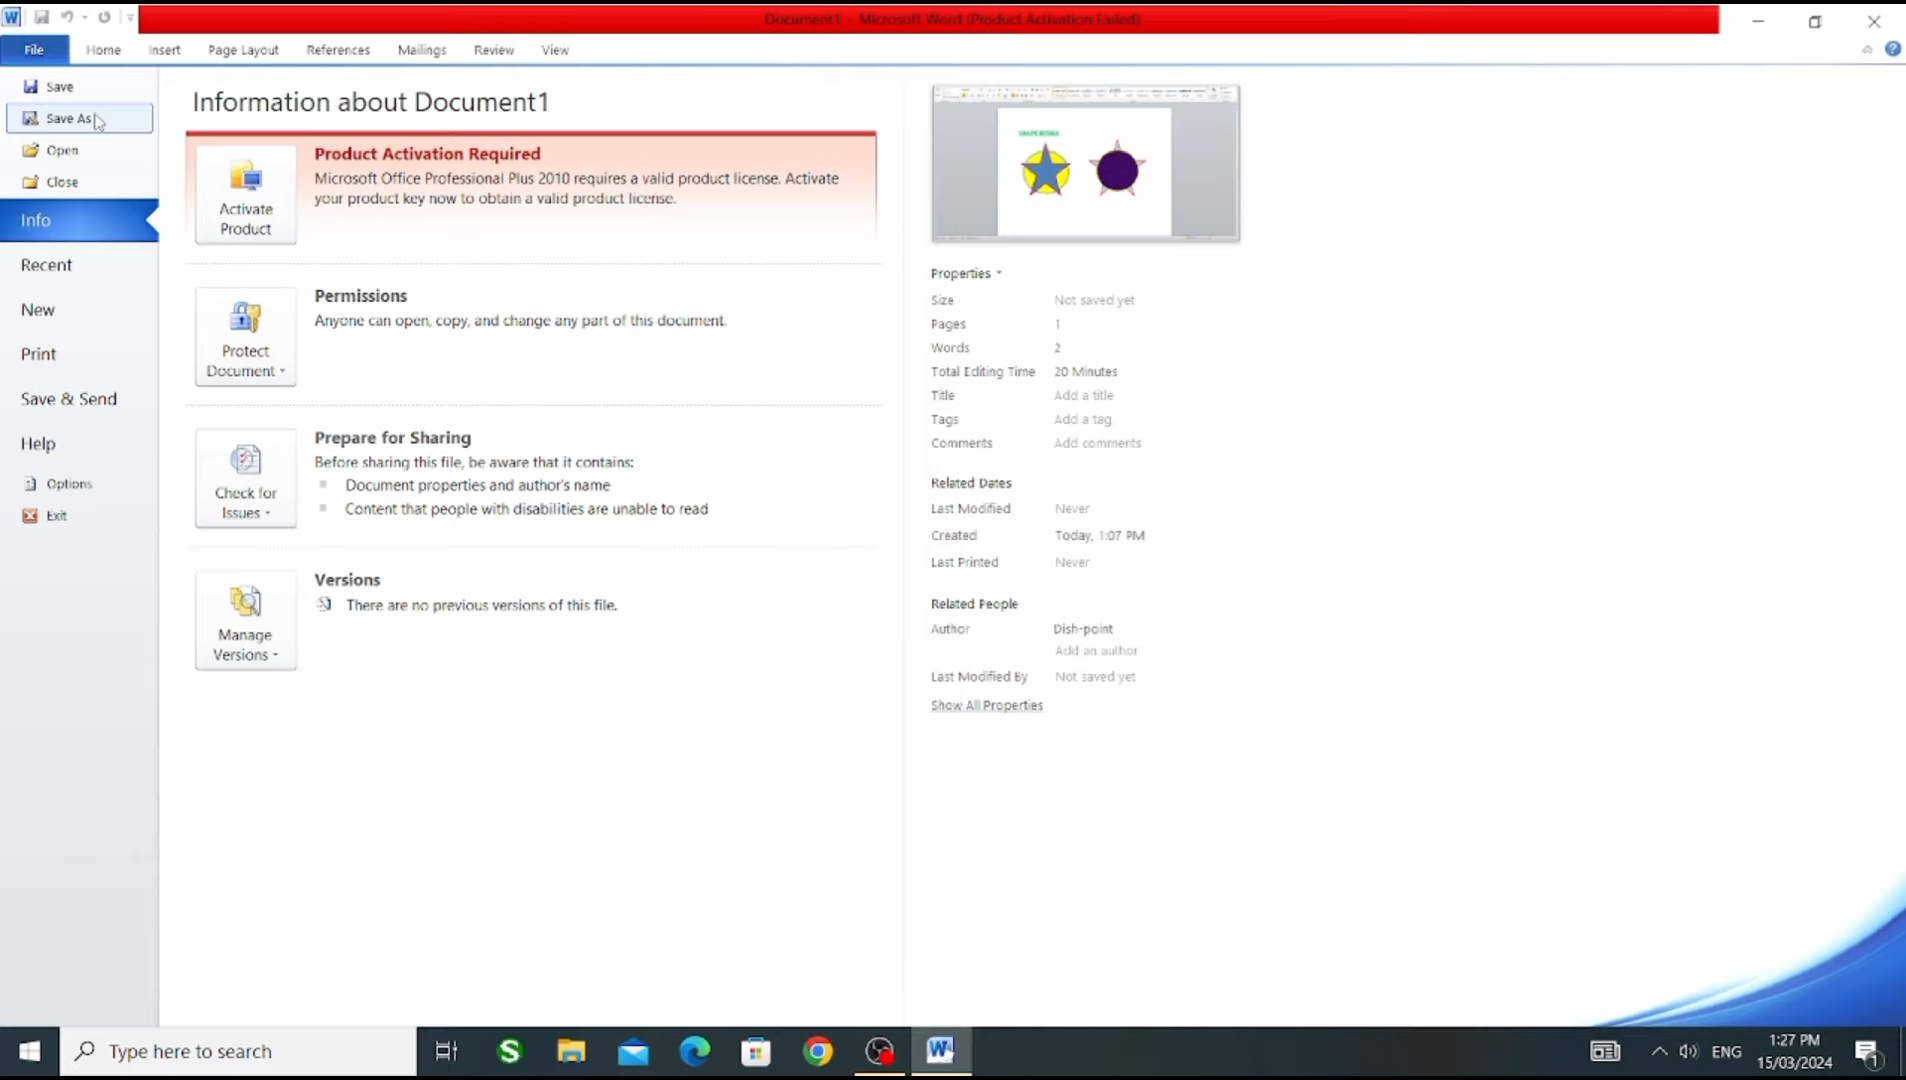 Document1 - Microsoft Word (Product Activation Failed)
File Home Insert Page Layout References Mailings Review View
Save
Save As
Open
Close
Info
Recent
New
Print
Save & Send
Help
Options
Exit
Information about Document1
Activate
Product
Product Activation Required
Microsoft Office Professional Plus 2010 requires a valid product license. Activate
your product key now to obtain a valid product license.
Protect
Document
Permissions
Anyone can open, copy, and change any part of this document.
Check for
Issues
Prepare for Sharing
Before sharing this file, be aware that it contains:
Document properties and author's name
Content that people with disabilities are unable to read
Manage
Versions
Versions
There are no previous versions of this file.
Properties
Size Not saved yet
Pages 1
Words 2
Total Editing Time 20 Minutes
Title Add a title
Tags Add a tag
Comments Add comments
Related Dates
Last Modified Never
Created Today, 1:07 PM
Last Printed Never
Related People
Author Dish-point
Add an author
Last Modified By Not saved yet
Show All Properties
Type here to search
ENG
1:27 PM
15/03/2024
1